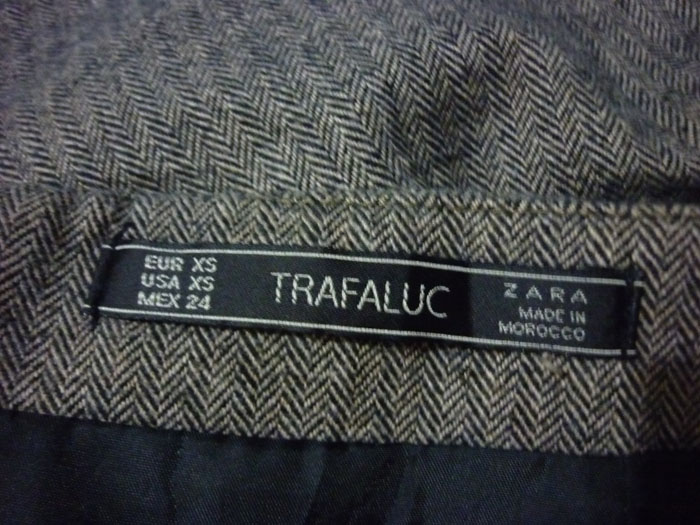 EUR XS
USA XS
MEX 24
TRAFALUC
ZARA
MADE IN
MOROCCO